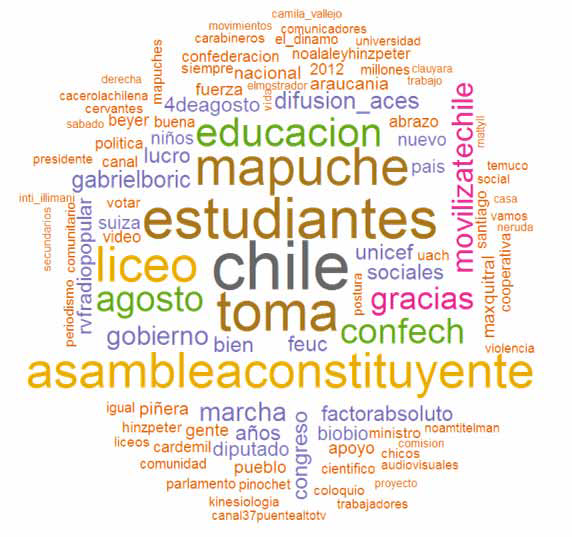 camila_vallejo
movimientos comunicadores
carabineros el_dinamo universidad
confederacion noalaleyhinzpeter
mapuches siempre nacional 2012 millones clauyara
derecha fuerza elmostrador araucania trabajo
cacerolachilena 4deagosto vida difusion_aces
cervantes beyer buena educacion abrazo
sabado niños nuevo mattyll
politica mapuche movilizatechile
presidente canal lucro pais temuco
gabrielboric social
inti_illimani votar estudiantes santiago casa
secundarios comunitario rvfradiopopular suiza vamos
video unicef uach neruda
liceo chile sociales cooperativa
periodismo agosto toma postura gracias maxquitral
gobierno bien feuc confech
violencia
asambleaconstituyente
igual piñera marcha factorabsoluto
hinzpeter gente años congreso biobio ministro noamtitelman
liceos cardemil diputado apoyo comision
chicos
comunidad pueblo cientifico audiovisuales
parlamento pinochet proyecto
coloquio
kinesiologia trabajadores
canal37puentealtotv